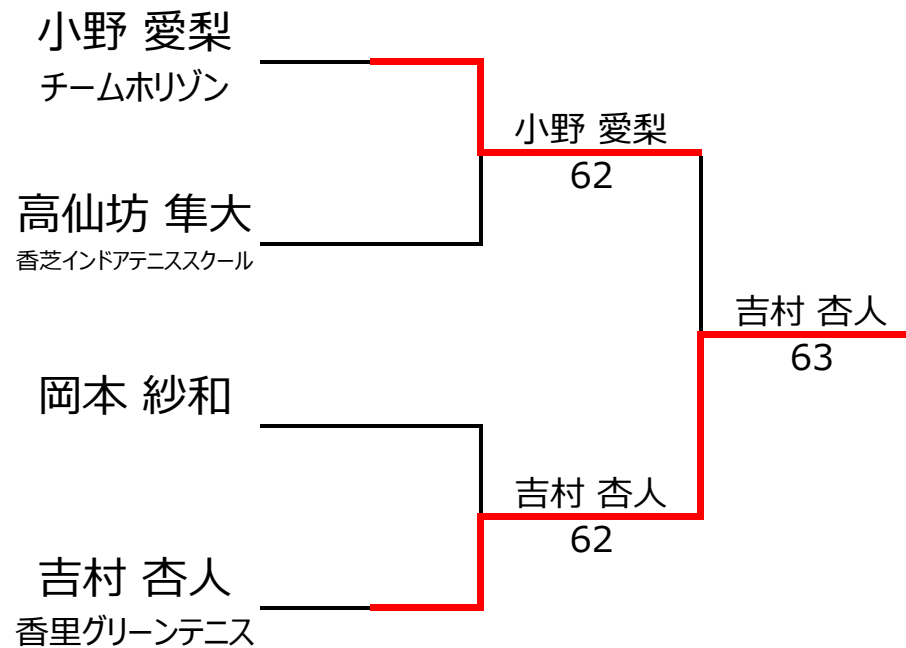 小野 愛梨
チームホリゾン
小野 愛梨
62
高仙坊 隼大
香芝インドアテニススクール
吉村 杏人
63
岡本 紗和
吉村 杏人
62
吉村 杏人
香里グリーンテニス